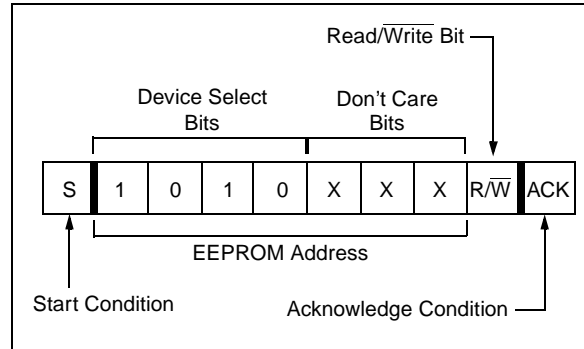 Read/Write Bit
Device Select Bits
Don't Care Bits
S 1 0 1 0 X X X R/W ACK
EEPROM Address
Start Condition
Acknowledge Condition